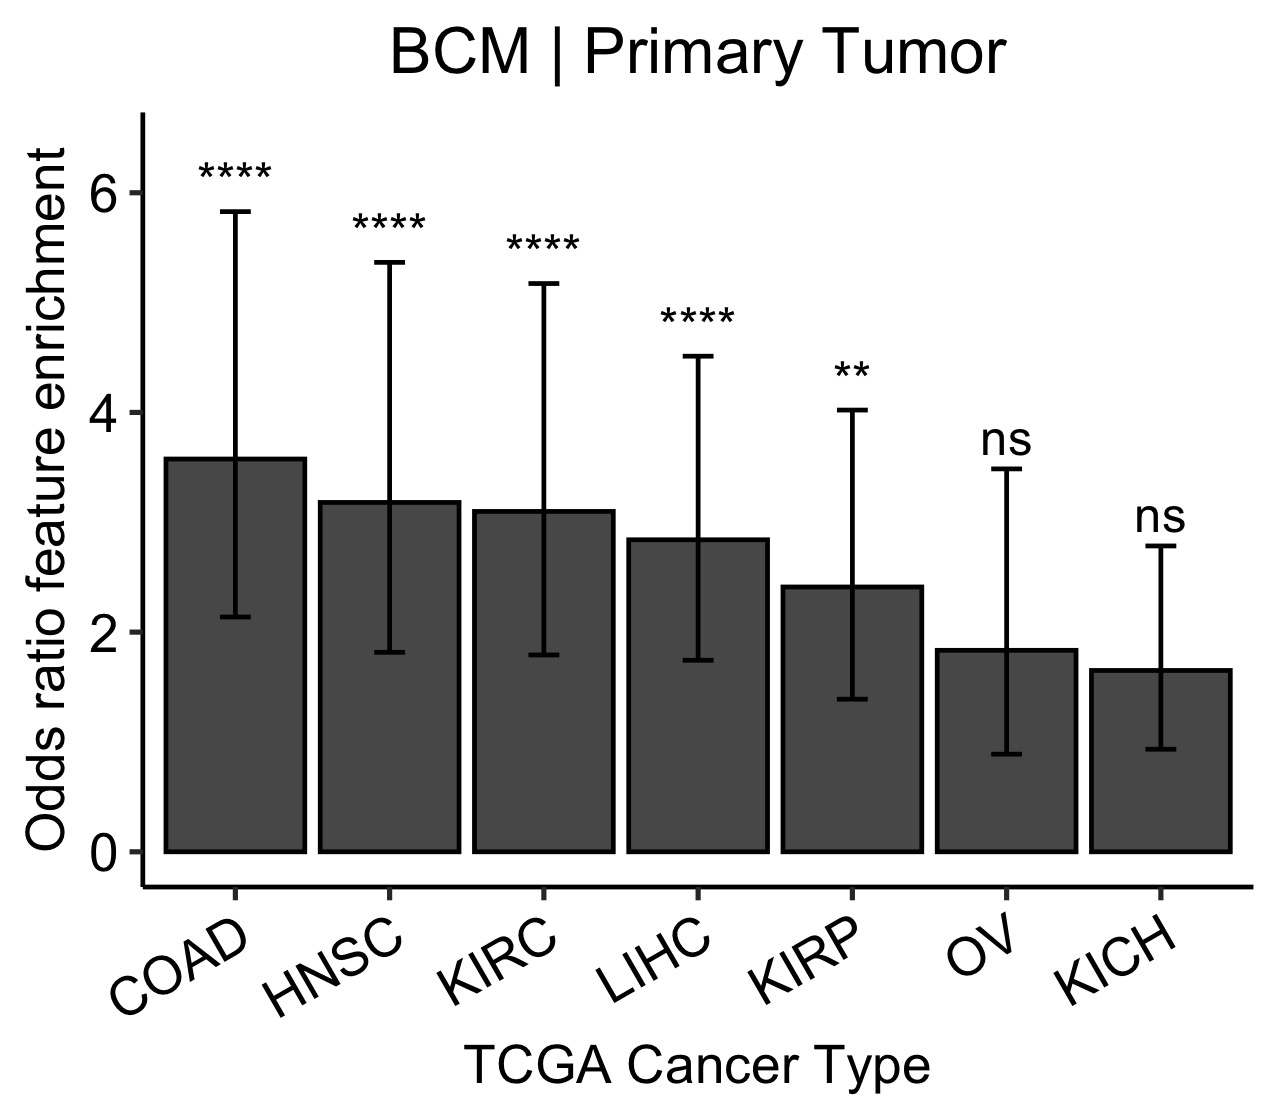 BCM | Primary Tumor
Odds ratio feature enrichment
6
4
2
0
****
****
****
****
**
ns
ns
COAD
HNSC
KIRC
LIHC
KIRP
OV
KICH
TCGA Cancer Type